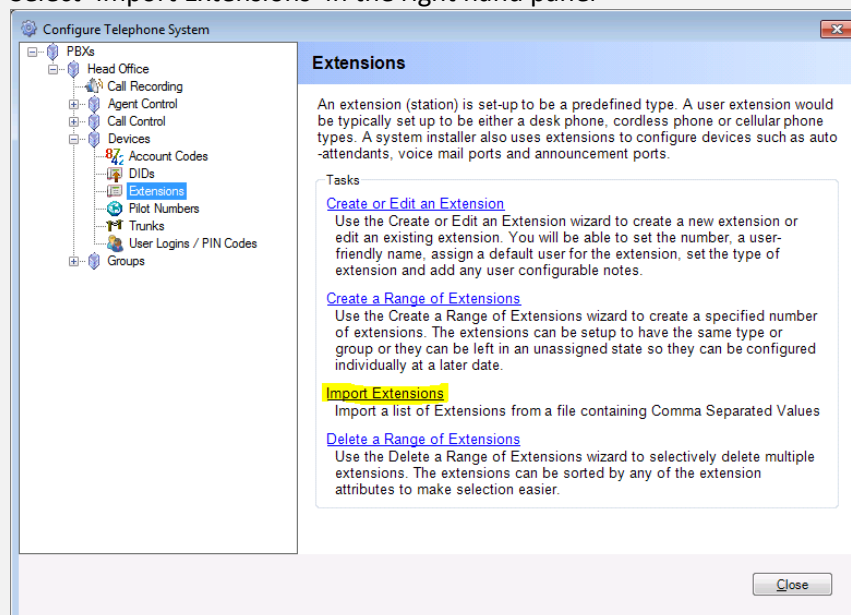 Select 'Import Extensions' in the right hand panel
Configure Telephone System
PBXs
Head Office
Call Recording
Agent Control
Call Control
Devices
Account Codes
DIDs
Extensions
Pilot Numbers
Trunks
User Logins / PIN Codes
Groups
Extensions
An extension (station) is set-up to be a predefined type. A user extension would
be typically set up to be either a desk phone, cordless phone or cellular phone
types. A system installer also uses extensions to configure devices such as auto
-attendants, voice mail ports and announcement ports.
Tasks
Create or Edit an Extension
Use the Create or Edit an Extension wizard to create a new extension or
edit an existing extension. You will be able to set the number, a user-
friendly name, assign a default user for the extension, set the type of
extension and add any user configurable notes.
Create a Range of Extensions
Use the Create a Range of Extensions wizard to create a specified number
of extensions. The extensions can be setup to have the same type or
group or they can be left in an unassigned state so they can be configured
individually at a later date.
Import Extensions
Import a list of Extensions from a file containing Comma Separated Values
Delete a Range of Extensions
Use the Delete a Range of Extensions wizard to selectively delete multiple
extensions. The extensions can be sorted by any of the extension
attributes to make selection easier.
Close